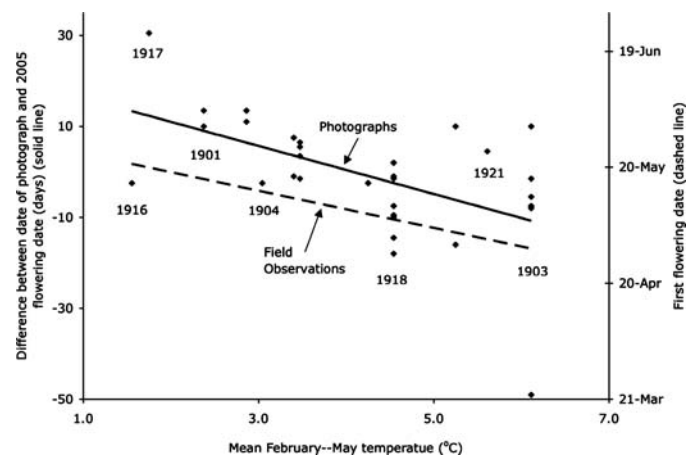 Difference between date of photograph and 2005
flowering date (days) (solid line)
30
10
-10
-30
-50
1917
1901
1916
1904
Photographs
Field
Observations
1918
1921
1903
19-Jun
20-May
20-Apr
21-Mar
First flowering date (dashed line)
1.0
3.0
5.0
7.0
Mean February--May temperatue (°C)